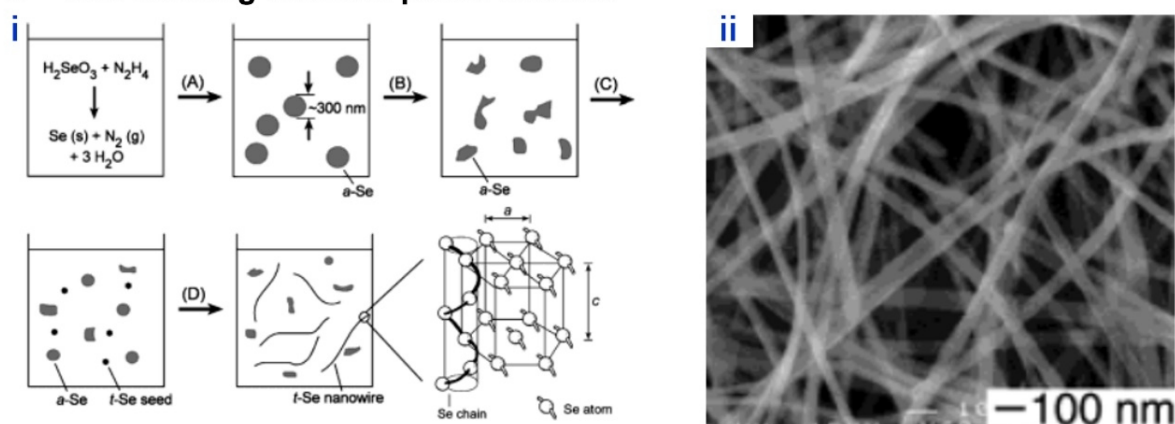 i
H₂SeO₃ + N₂H₄
Se (s) + N₂ (g)
+ 3 H₂O
(A)
~300 nm
a-Se
(B)
a-Se
(C)
a-Se
t-Se seed
(D)
t-Se nanowire
a
c
Se chain
Se atom
ii
100 nm